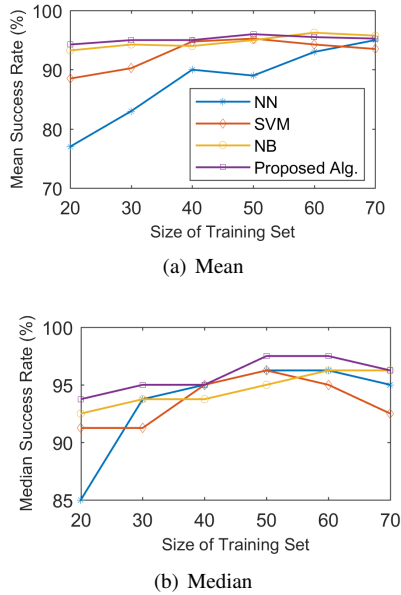 100
90
80
70
Mean Success Rate (%)
NN
SVM
NB
Proposed Alg.
20 30 40 50 60 70
Size of Training Set
(a) Mean
100
95
90
85
Median Success Rate (%)
20 30 40 50 60 70
Size of Training Set
(b) Median